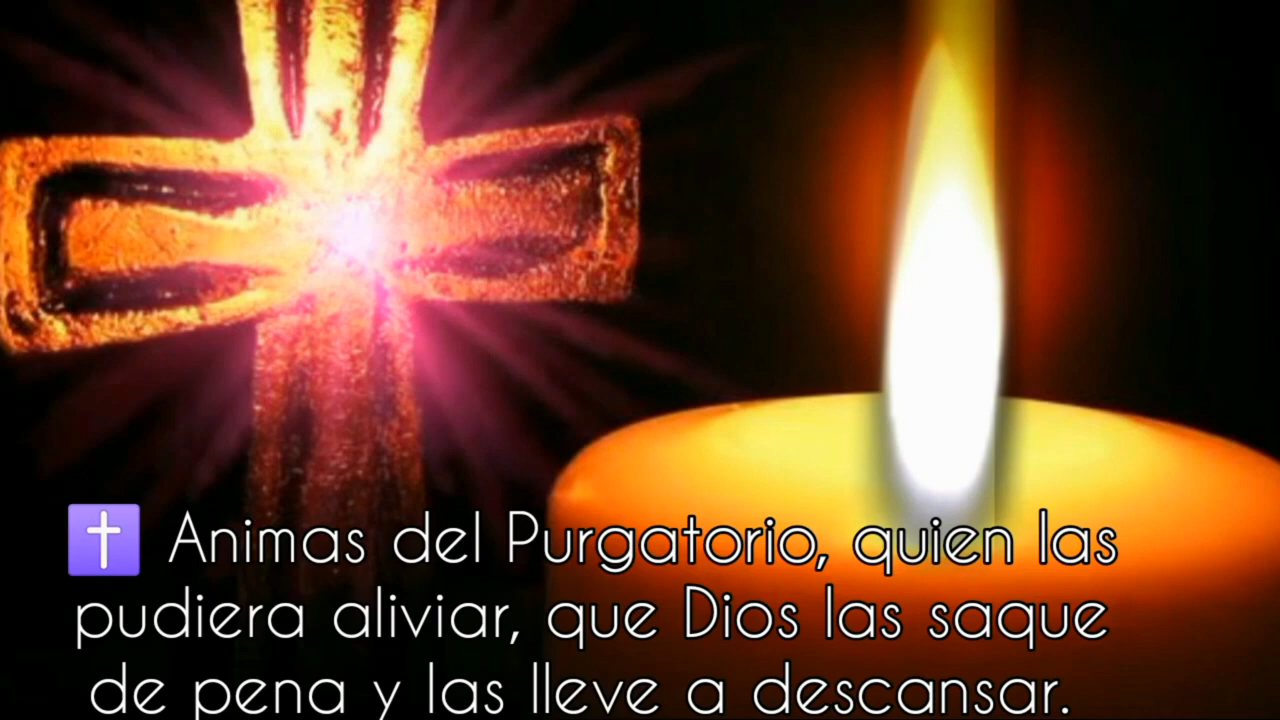 ✝️ Animas del Purgatorio, quien las
pudiera aliviar, que Dios las saque
de pena y las lleve a descansar.